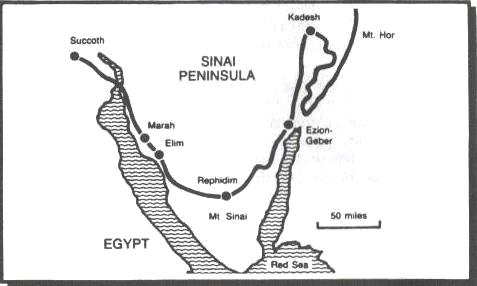 Kadesh
Succoth
Mt. Hor
SINAI
PENINSULA
Marah
Elim
Ezion-
Geber
Rephidim
Mt Sinai
50 miles
EGYPT
Red Sea